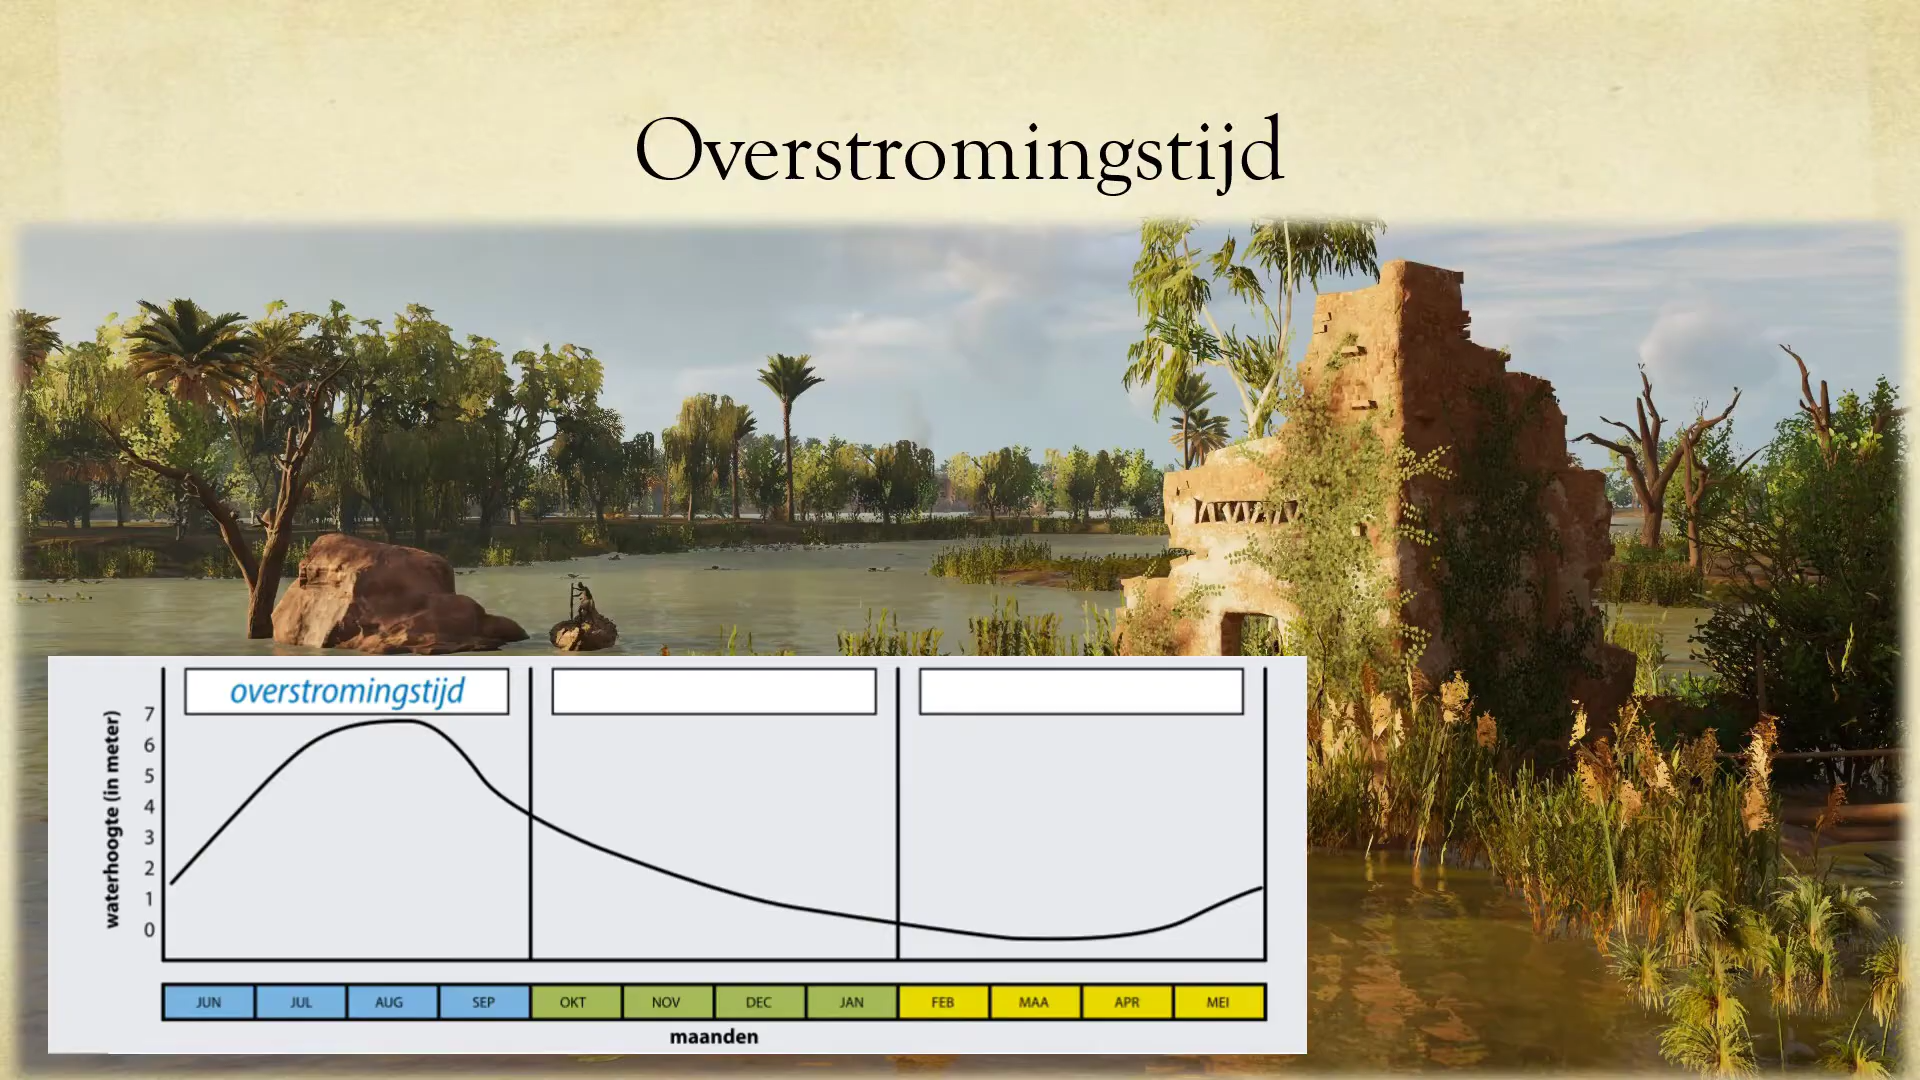 Overstromingstijd
overstromingstijd
waterhoogte (in meter)
7
6
5
4
3
2
1
0
JUN JUL AUG SEP OKT NOV DEC JAN FEB MAA APR MEI
maanden